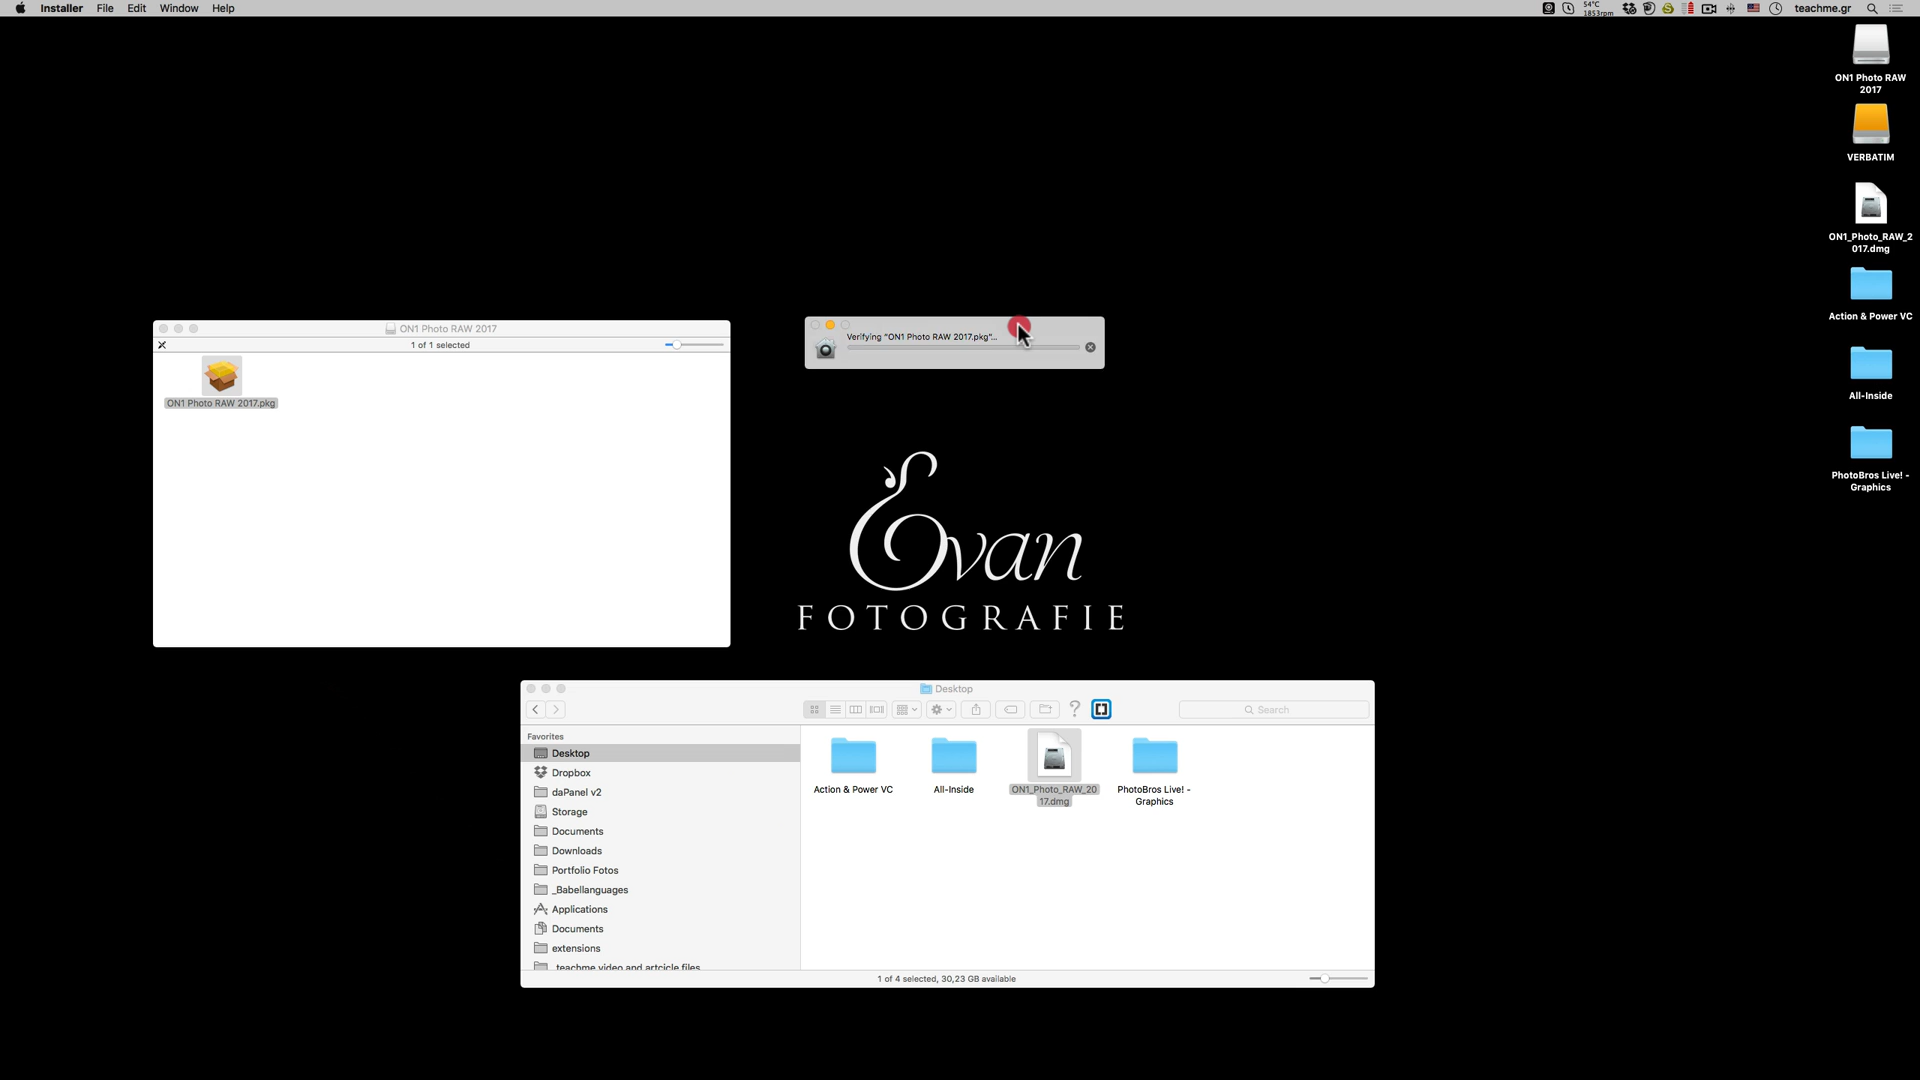 Installer File Edit Window Help
54°C
1853rpm
teachme.gr
ON1 Photo RAW
2017
VERBATIM
ON1_Photo_RAW_2
017.dmg
Action & Power VC
All-Inside
PhotoBros Live! -
Graphics
ON1 Photo RAW 2017
1 of 1 selected
ON1 Photo RAW 2017.pkg
Verifying "ON1 Photo RAW 2017.pkg"...
Evan
FOTOGRAFIE
Desktop
Search
Favorites
Desktop
Dropbox
daPanel v2
Storage
Documents
Downloads
Portfolio Fotos
_Babellanguages
Applications
Documents
extensions
teachme video and artcicle files
Action & Power VC
All-Inside
ON1_Photo_RAW_20
17.dmg
PhotoBros Live! -
Graphics
1 of 4 selected, 30,23 GB available